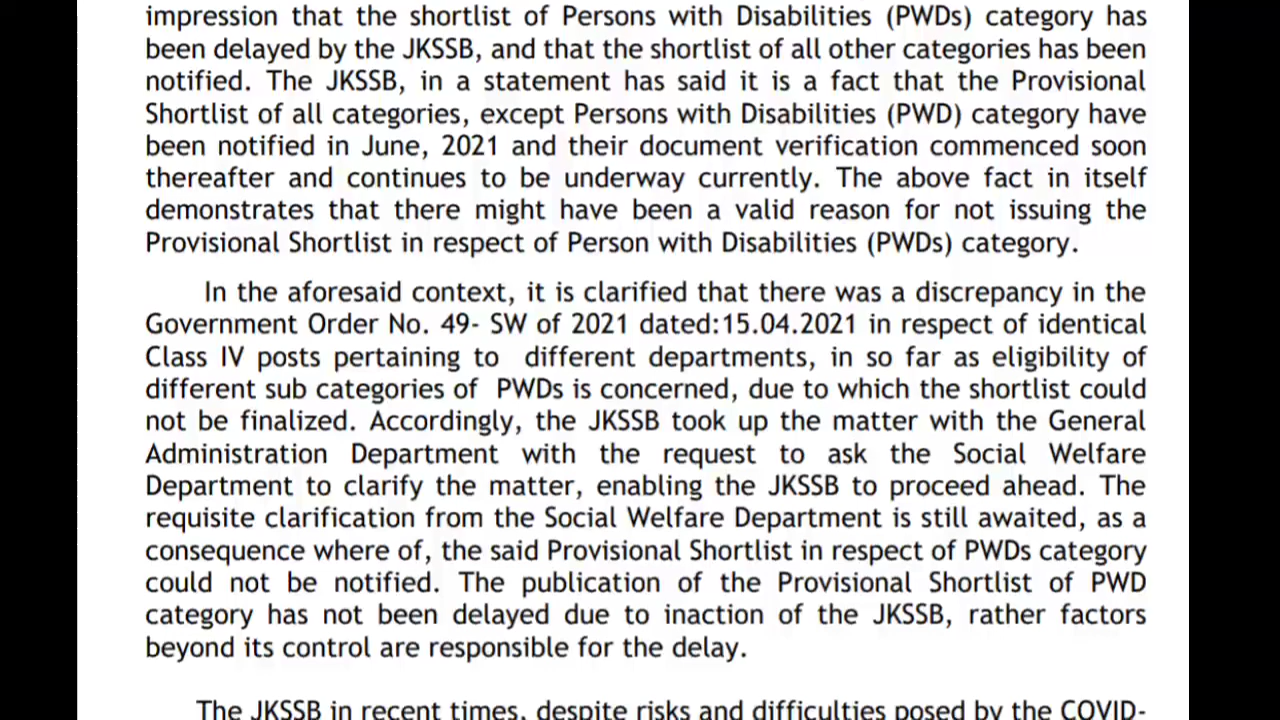 impression that the shortlist of Persons with Disabilities (PWDs) category has
been delayed by the JKSSB, and that the shortlist of all other categories has been
notified. The JKSSB, in a statement has said it is a fact that the Provisional
Shortlist of all categories, except Persons with Disabilities (PWD) category have
been notified in June, 2021 and their document verification commenced soon
thereafter and continues to be underway currently. The above fact in itself
demonstrates that there might have been a valid reason for not issuing the
Provisional Shortlist in respect of Person with Disabilities (PWDs) category.
In the aforesaid context, it is clarified that there was a discrepancy in the
Government Order No. 49- SW of 2021 dated:15.04.2021 in respect of identical
Class IV posts pertaining to different departments, in so far as eligibility of
different sub categories of PWDs is concerned, due to which the shortlist could
not be finalized. Accordingly, the JKSSB took up the matter with the General
Administration Department with the request to ask the Social Welfare
Department to clarify the matter, enabling the JKSSB to proceed ahead. The
requisite clarification from the Social Welfare Department is still awaited, as a
consequence where of, the said Provisional Shortlist in respect of PWDs category
could not be notified. The publication of the Provisional Shortlist of PWD
category has not been delayed due to inaction of the JKSSB, rather factors
beyond its control are responsible for the delay.
The JKSSB in recent times, despite risks and difficulties posed by the COVID-